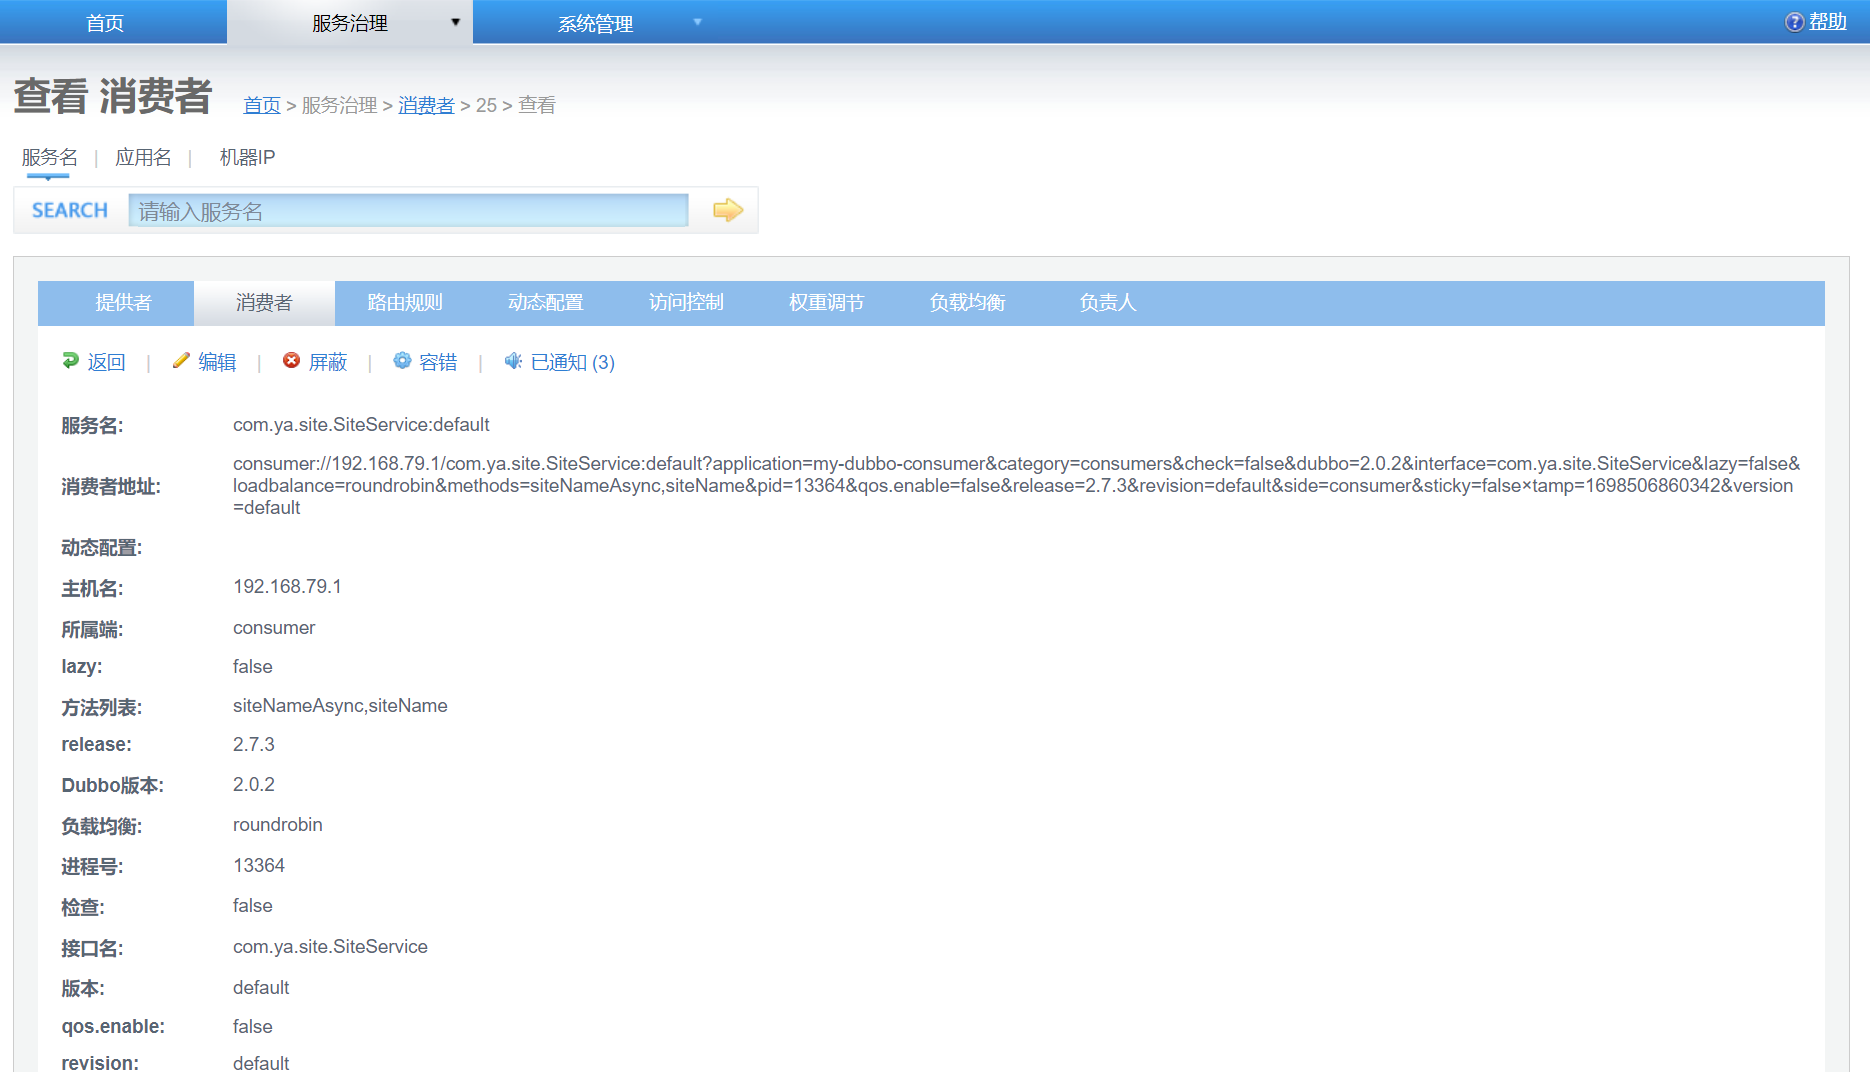 首页
服务治理
系统管理
帮助
查看 消费者
首页 > 服务治理 > 消费者 > 25 > 查看
服务名 | 应用名 | 机器IP
SEARCH
请输入服务名
提供者
消费者
路由规则
动态配置
访问控制
权重调节
负载均衡
负责人
返回 | 编辑 | 屏蔽 | 容错 | 已通知 (3)
服务名: com.ya.site.SiteService:default
消费者地址: consumer://192.168.79.1/com.ya.site.SiteService:default?application=my-dubbo-consumer&category=consumers&check=false&dubbo=2.0.2&interface=com.ya.site.SiteService&lazy=false&
loadbalance=roundrobin&methods=siteNameAsync,siteName&pid=13364&qos.enable=false&release=2.7.3&revision=default&side=consumer&sticky=false×tamp=1698506860342&version
=default
动态配置:
主机名: 192.168.79.1
所属端: consumer
lazy: false
方法列表: siteNameAsync,siteName
release: 2.7.3
Dubbo版本: 2.0.2
负载均衡: roundrobin
进程号: 13364
检查: false
接口名: com.ya.site.SiteService
版本: default
qos.enable: false
revision: default